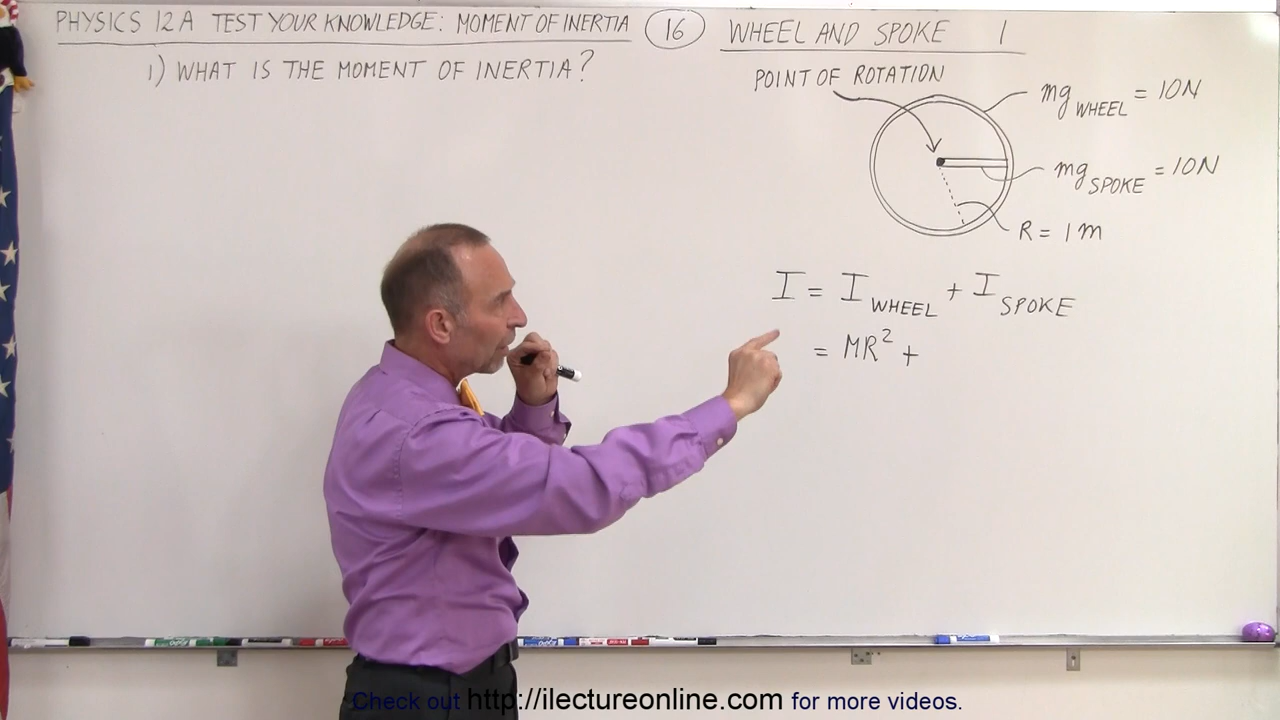 PHYSICS 12A TEST YOUR KNOWLEDGE: MOMENT OF INERTIA 16 WHEEL AND SPOKE 1
1) WHAT IS THE MOMENT OF INERTIA?
POINT OF ROTATION
mg WHEEL = 10N
mg SPOKE = 10N
R = 1m
I = I WHEEL + I SPOKE
= MR² +
Check out http://ilectureonline.com for more videos.